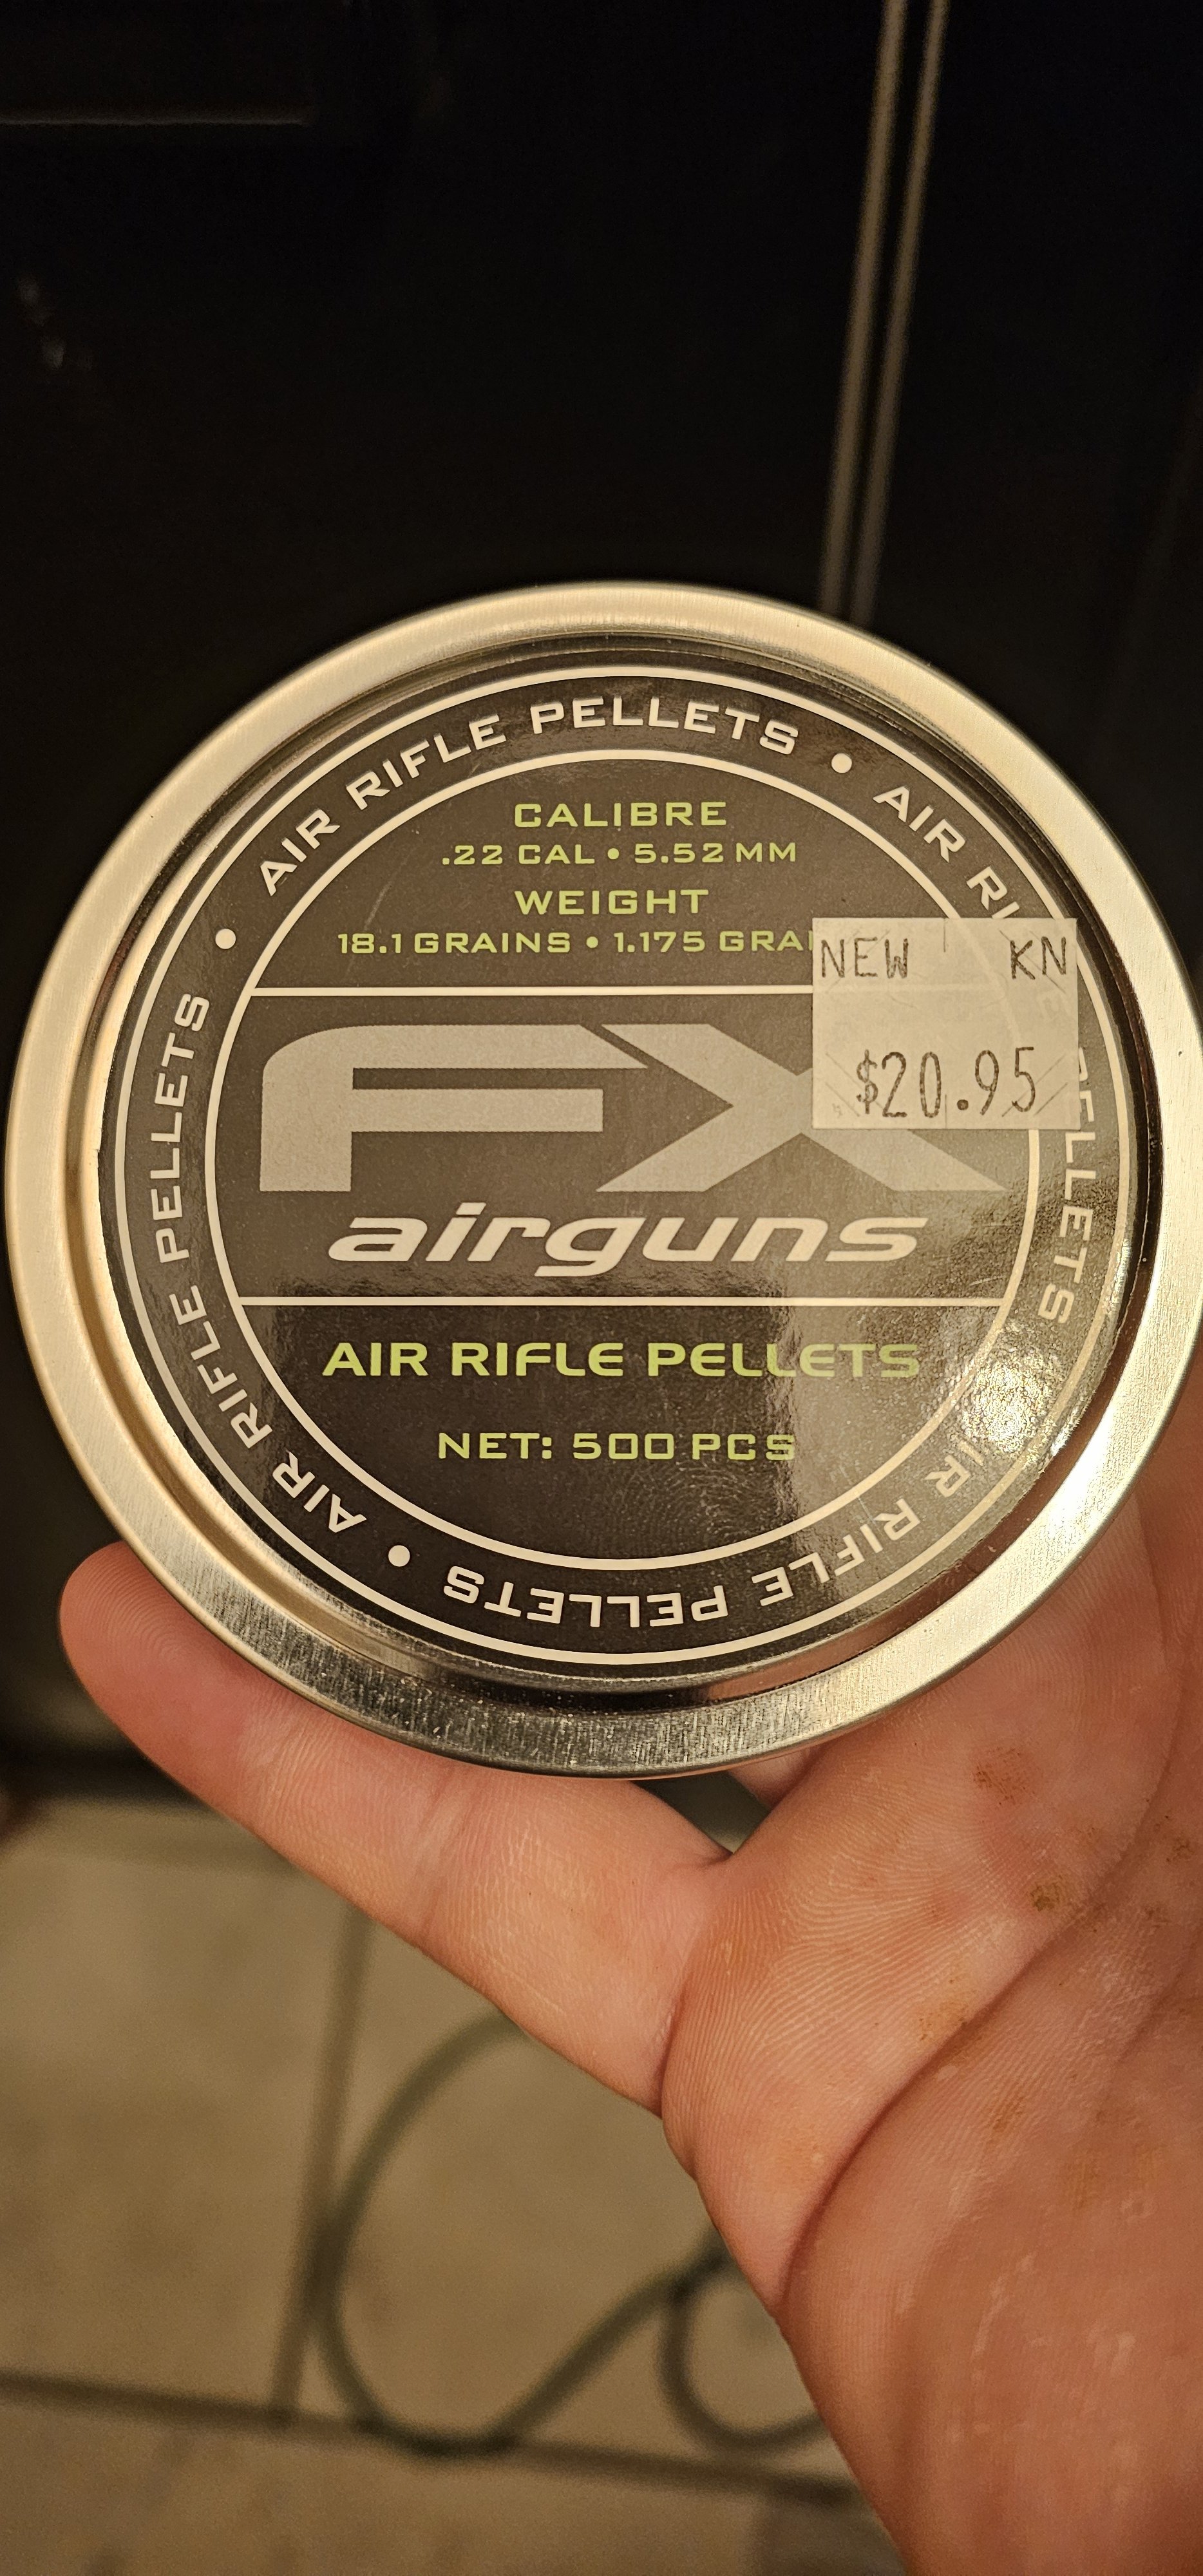 AIR RIFLE PELLETS • AIR RIFLE PELLETS • AIR RIFLE PELLETS • AIR RIFLE PELLETS •
CALIBRE
.22 CAL • 5.52 MM
WEIGHT
18.1 GRAINS • 1.175 GRA
NEW KN
$20.95
FX
airguns
AIR RIFLE PELLETS
NET: 500 PCS